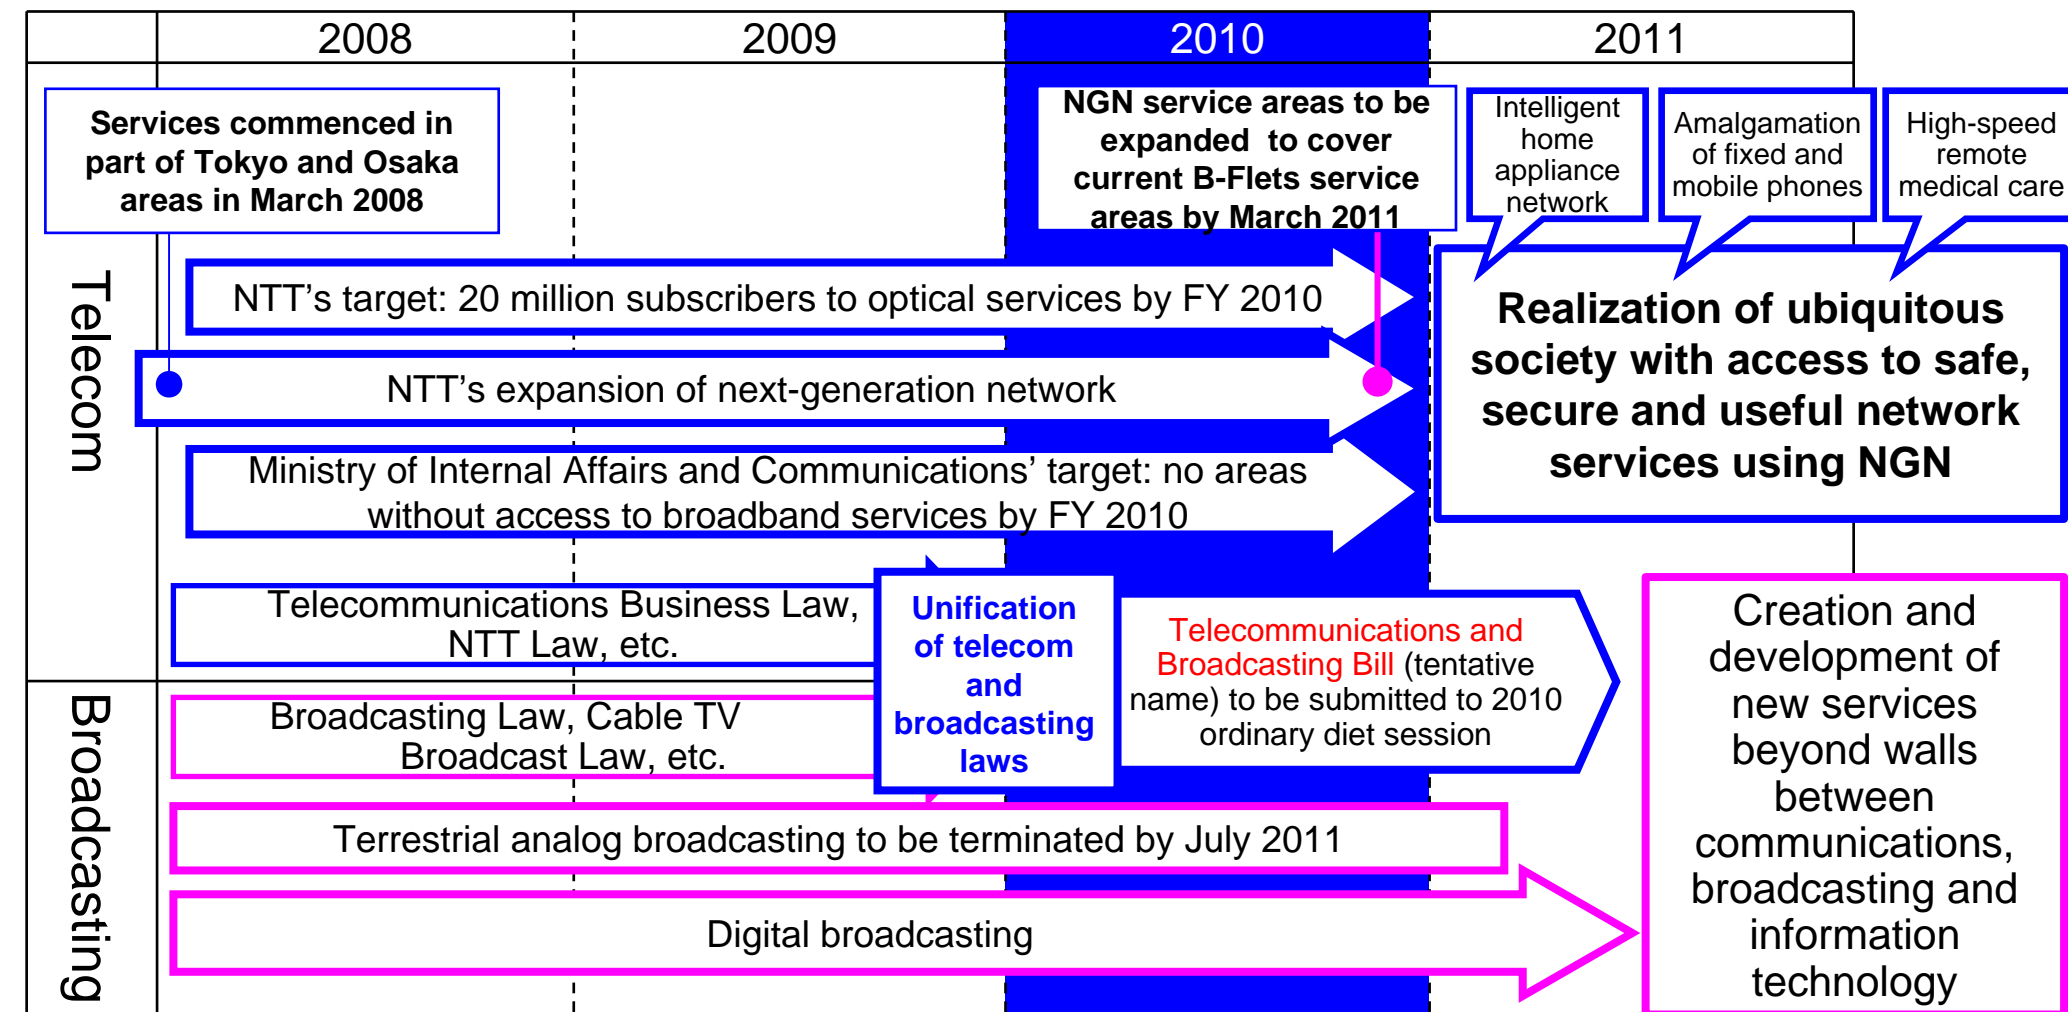 2008
2009
2010
2011
Telecom
Services commenced in
part of Tokyo and Osaka
areas in March 2008
NGN service areas to be
expanded to cover
current B-Flets service
areas by March 2011
Intelligent
home
appliance
network
Amalgamation
of fixed and
mobile phones
High-speed
remote
medical care
NTT’s target: 20 million subscribers to optical services by FY 2010
NTT’s expansion of next-generation network
Ministry of Internal Affairs and Communications’ target: no areas
without access to broadband services by FY 2010
Realization of ubiquitous
society with access to safe,
secure and useful network
services using NGN
Telecommunications Business Law,
NTT Law, etc.
Unification
of telecom
and
broadcasting
laws
Telecommunications and
Broadcasting Bill (tentative
name) to be submitted to 2010
ordinary diet session
Creation and
development of
new services
beyond walls
between
communications,
broadcasting and
information
technology
Broadcasting
Broadcasting Law, Cable TV
Broadcast Law, etc.
Terrestrial analog broadcasting to be terminated by July 2011
Digital broadcasting